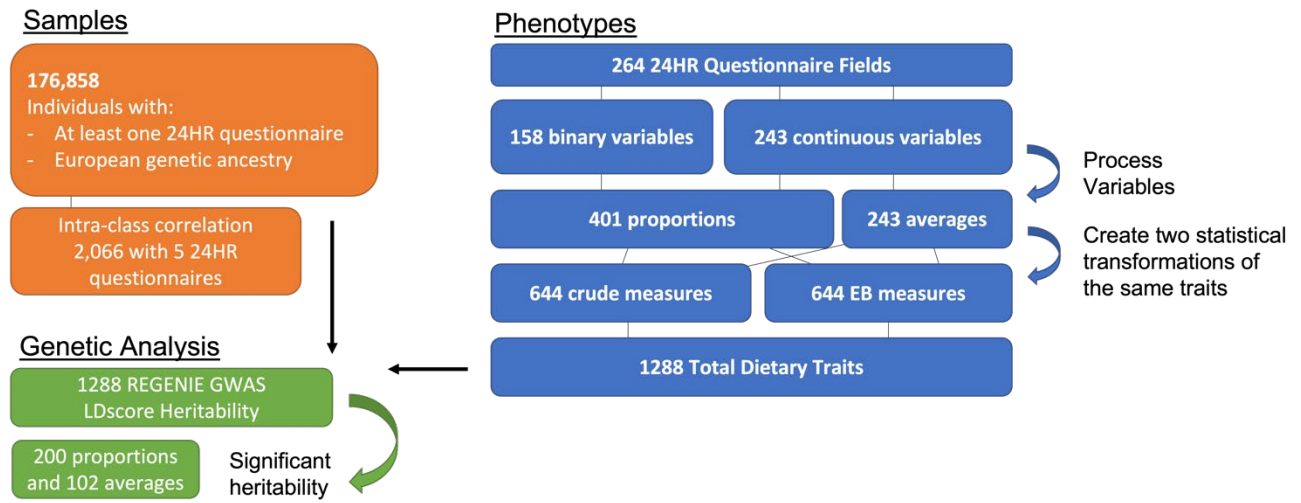 Samples
176,858
Individuals with:
- At least one 24HR questionnaire
- European genetic ancestry
Intra-class correlation
2,066 with 5 24HR
questionnaires
Phenotypes
264 24HR Questionnaire Fields
158 binary variables
243 continuous variables
Process
Variables
401 proportions
243 averages
Create two statistical
transformations of
the same traits
644 crude measures
644 EB measures
1288 Total Dietary Traits
Genetic Analysis
1288 REGENIE GWAS
LDscore Heritability
200 proportions
and 102 averages
Significant
heritability